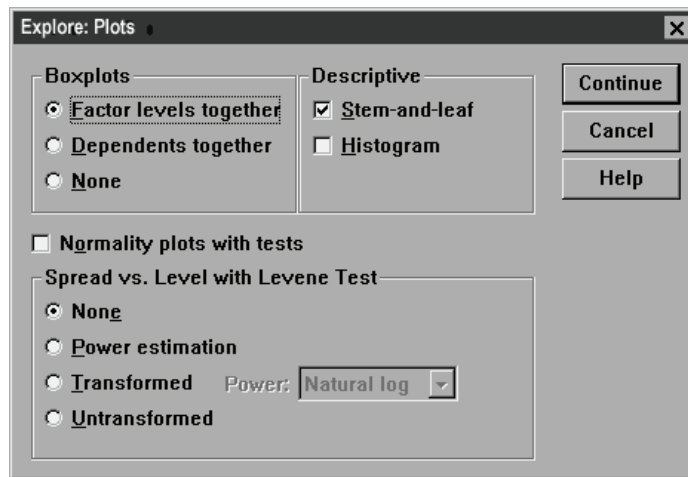 Explore: Plots
Boxplots
Factor levels together
Dependents together
None
Descriptive
Stem-and-leaf
Histogram
Continue
Cancel
Help
Normality plots with tests
Spread vs. Level with Levene Test
None
Power estimation
Transformed Power: Natural log
Untransformed